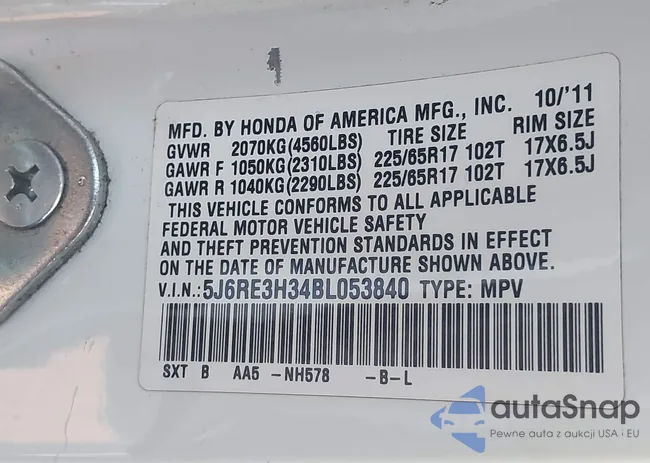 MFD. BY HONDA OF AMERICA MFG., INC. 10/'11
GVWR 2070KG(4560LBS) TIRE SIZE RIM SIZE
GAWR F 1050KG(2310LBS) 225/65R17 102T 17X6.5J
GAWR R 1040KG(2290LBS) 225/65R17 102T 17X6.5J
THIS VEHICLE CONFORMS TO ALL APPLICABLE
FEDERAL MOTOR VEHICLE SAFETY
AND THEFT PREVENTION STANDARDS IN EFFECT
ON THE DATE OF MANUFACTURE SHOWN ABOVE.
V.I.N.:5J6RE3H34BL053840 TYPE: MPV
SXT B AA5 -NH578 -B-L
autaSnap
Pewne auta z aukcji USA i EU